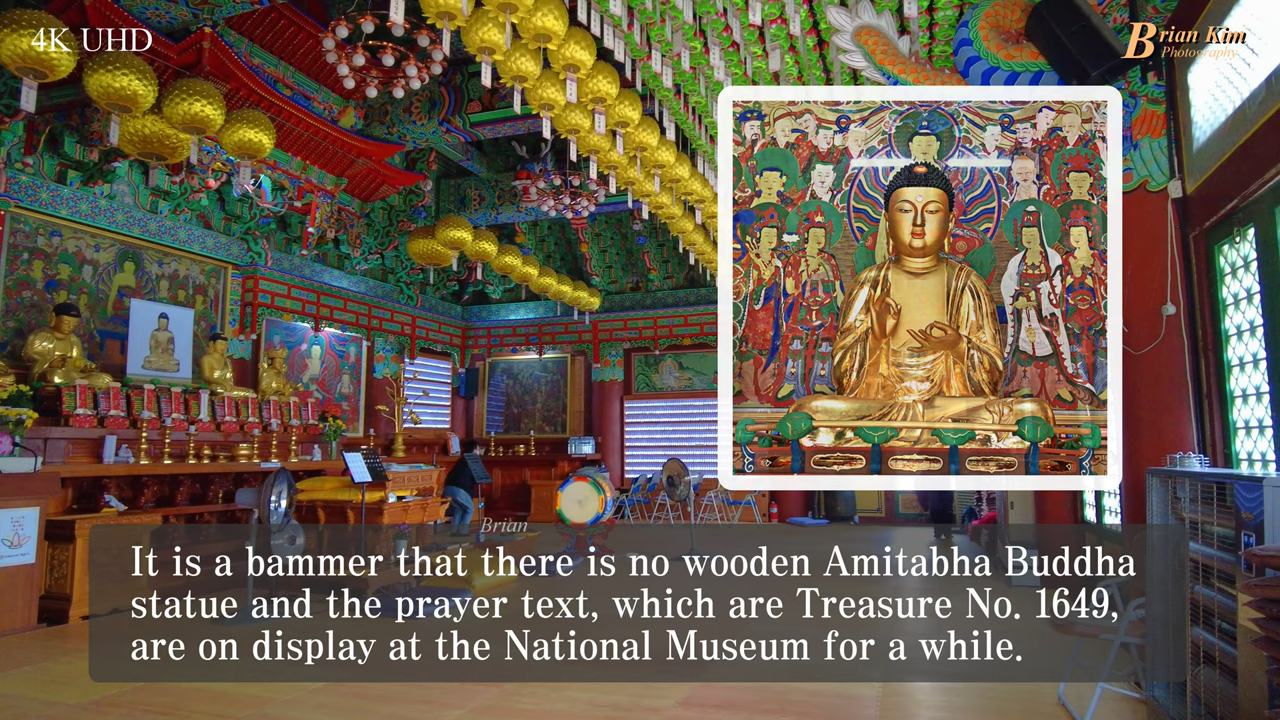 4K UHD
Brian Kim
Photography
Brian
It is a bammer that there is no wooden Amitabha Buddha
statue and the prayer text, which are Treasure No. 1649,
are on display at the National Museum for a while.